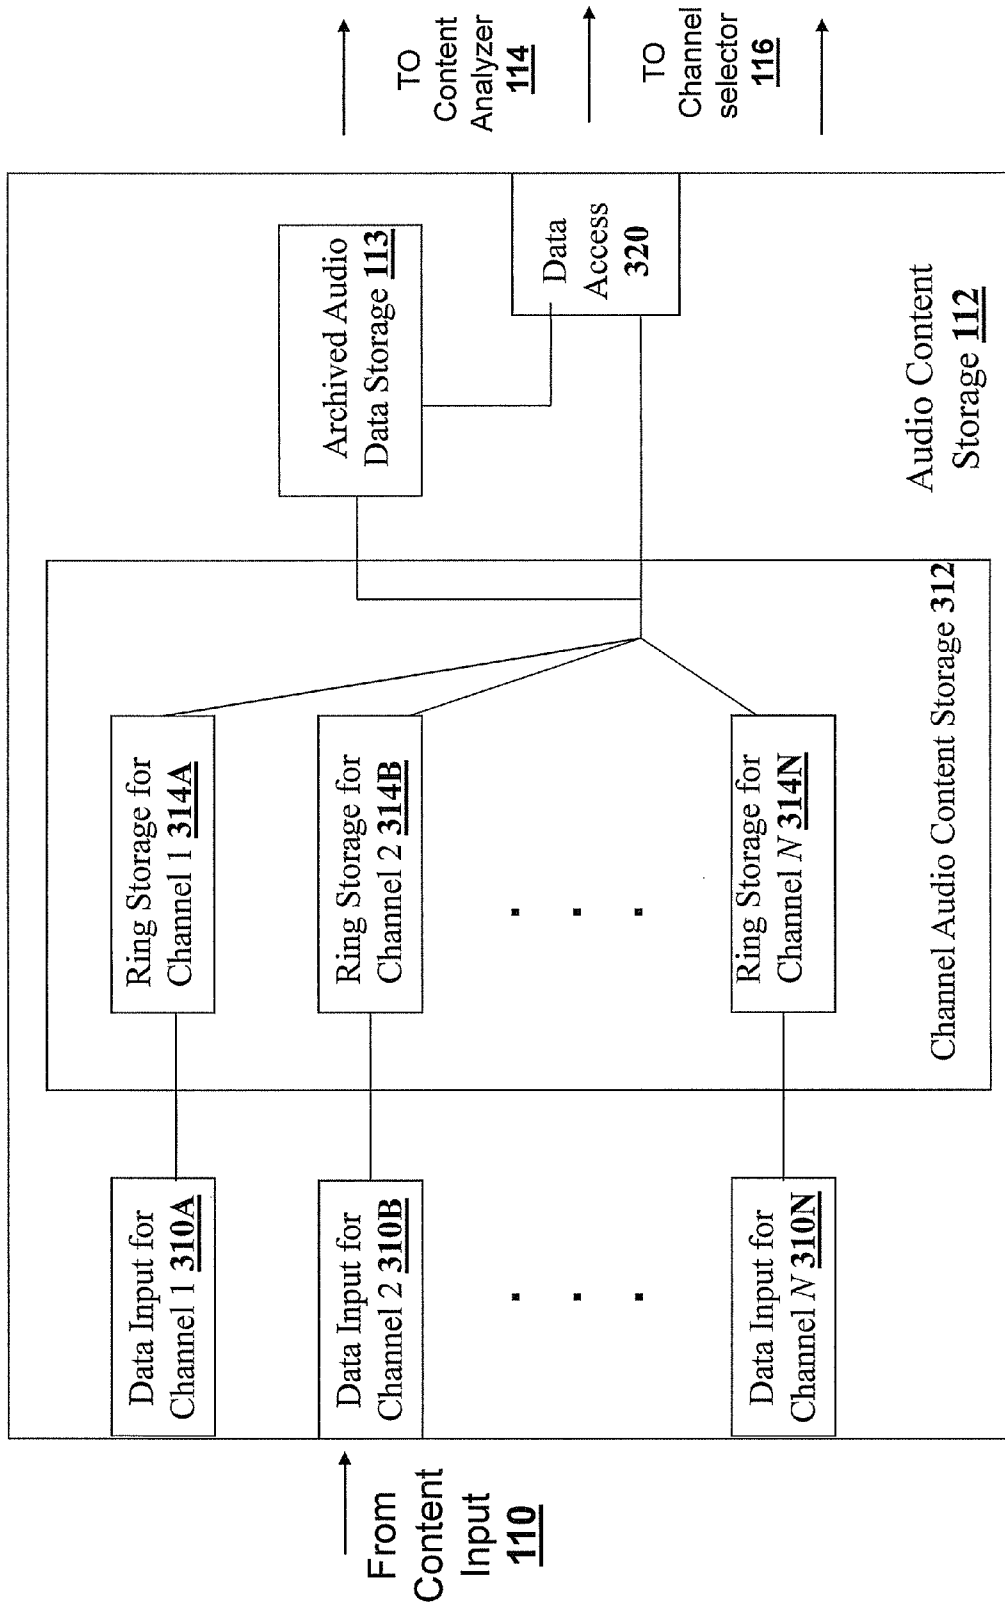 From
Content
Input
110
Data Input for
Channel 1 310A
Data Input for
Channel 2 310B
Data Input for
Channel N 310N
Ring Storage for
Channel 1 314A
Ring Storage for
Channel 2 314B
Ring Storage for
Channel N 314N
Channel Audio Content Storage 312
Archived Audio
Data Storage 113
Data
Access
320
Audio Content
Storage 112
TO
Content
Analyzer
114
TO
Channel
selector
116